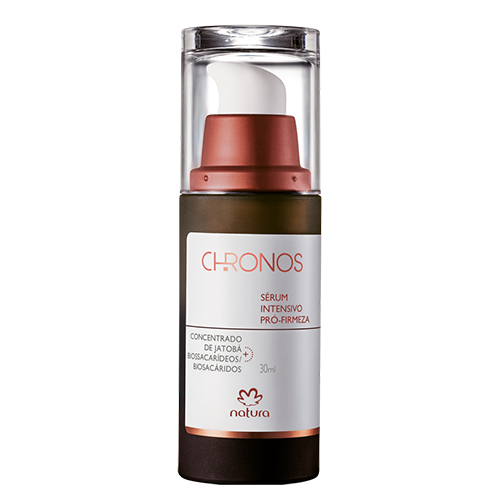 CHRONOS
SÉRUM
INTENSIVO
PRÓ-FIRMEZA
CONCENTRADO
DE JATOBÁ
BIOSSACARÍDEOS/
BIOSACÁRIDOS
+
30ml
natura